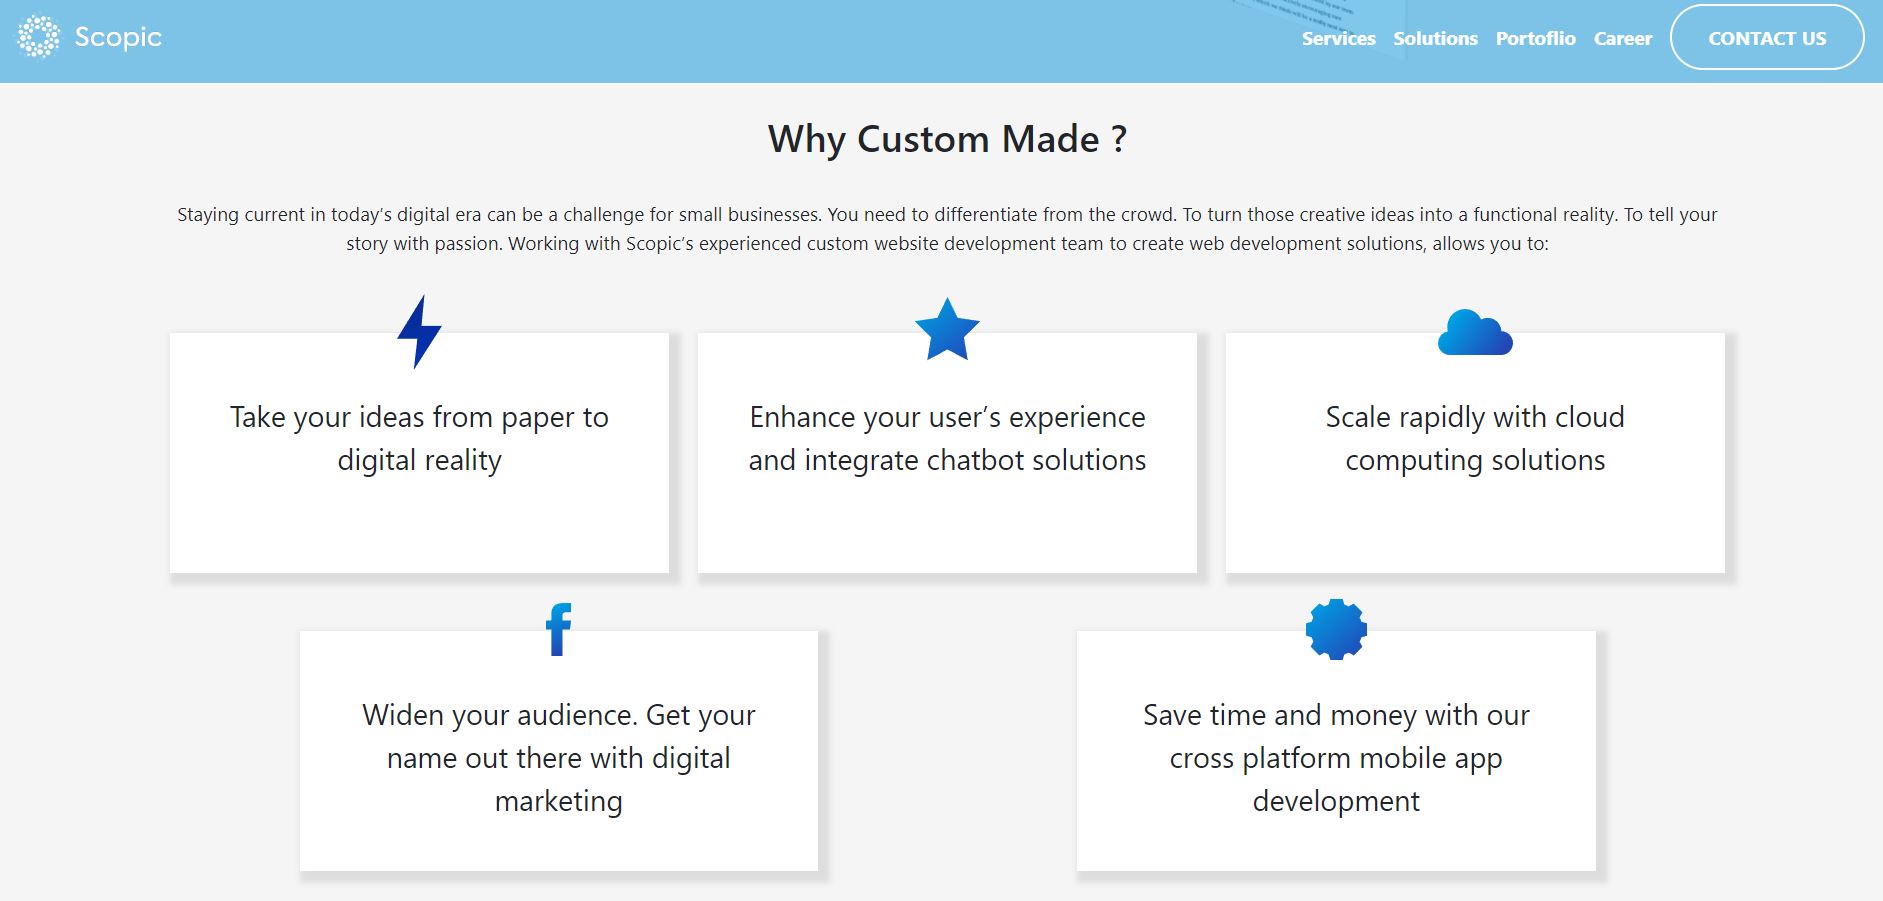 Scopic
Services Solutions Portoflio Career CONTACT US
Why Custom Made ?
Staying current in today’s digital era can be a challenge for small businesses. You need to differentiate from the crowd. To turn those creative ideas into a functional reality. To tell your
story with passion. Working with Scopic’s experienced custom website development team to create web development solutions, allows you to:
Take your ideas from paper to
digital reality
Enhance your user’s experience
and integrate chatbot solutions
Scale rapidly with cloud
computing solutions
Widen your audience. Get your
name out there with digital
marketing
Save time and money with our
cross platform mobile app
development